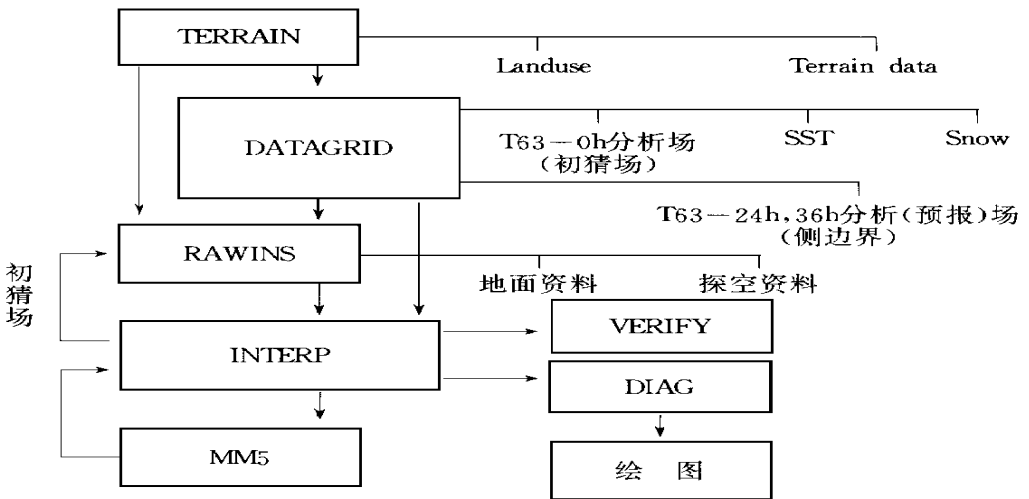 TERRAIN
Landuse
Terrain data
DATAGRID
T63—0h分析场
(初猜场)
SST
Snow
T63—24h,36h分析(预报)场
(侧边界)
RAWINS
地面资料
探空资料
初猜场
INTERP
VERIFY
DIAG
MM5
绘 图